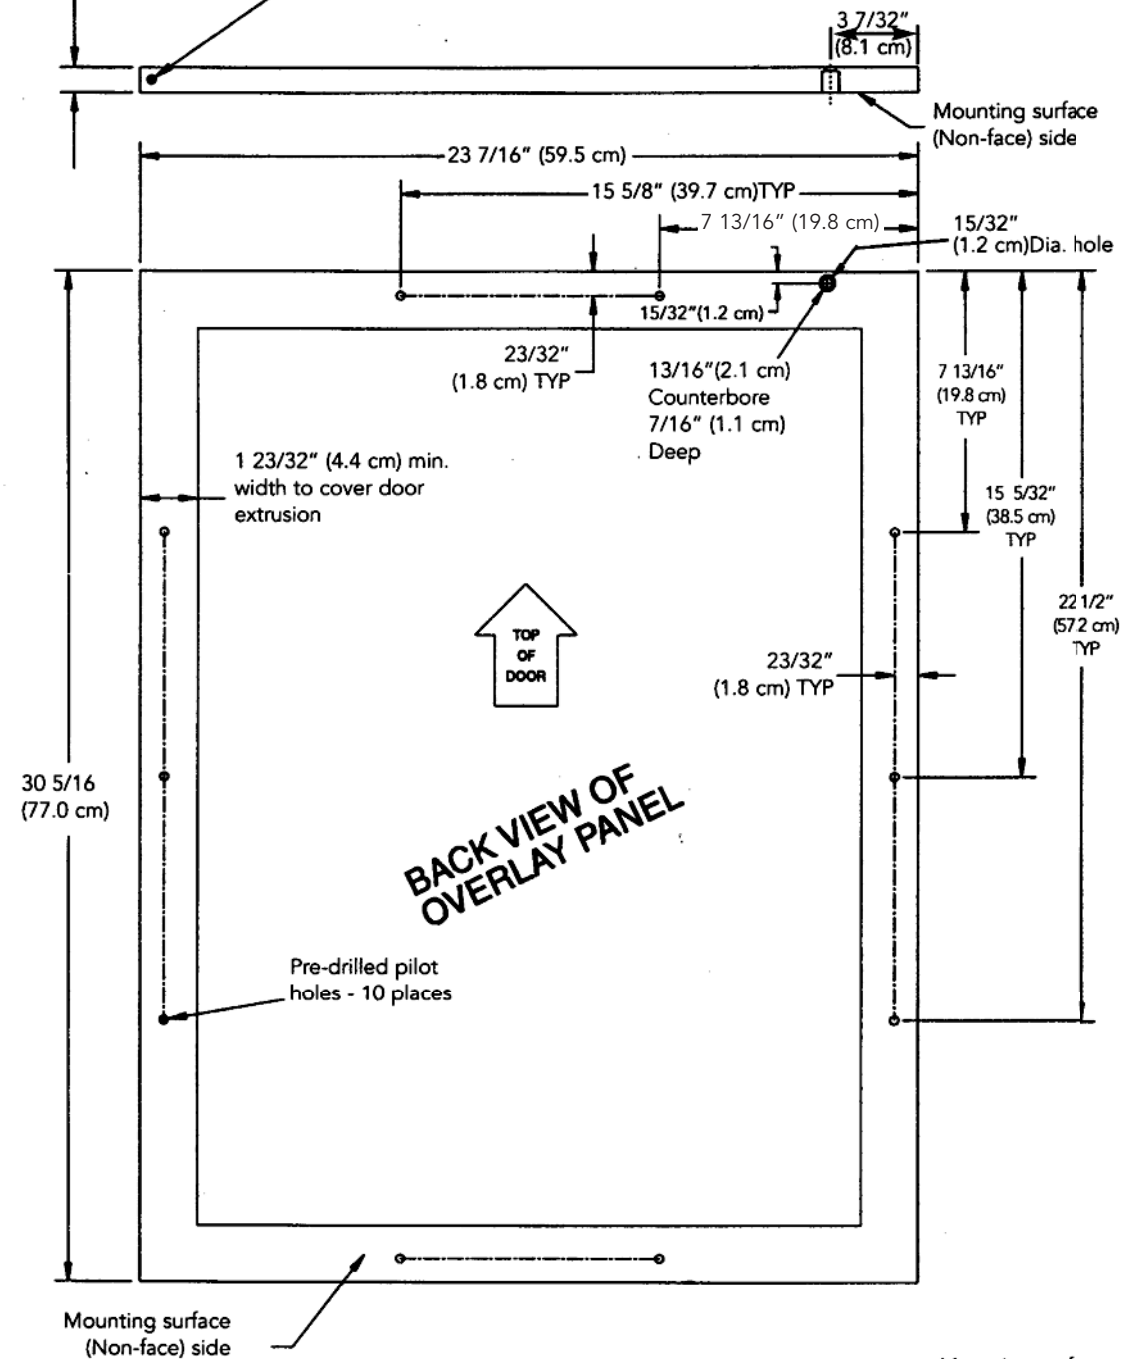 3 7/32"
(8.1 cm)
Mounting surface
(Non-face) side
23 7/16" (59.5 cm)
15 5/8" (39.7 cm)TYP
7 13/16" (19.8 cm)
15/32"
(1.2 cm)Dia. hole
15/32"(1.2 cm)
23/32"
(1.8 cm) TYP
13/16"(2.1 cm)
Counterbore
7/16" (1.1 cm)
Deep
7 13/16"
(19.8 cm)
TYP
1 23/32" (4.4 cm) min.
width to cover door
extrusion
15 5/32"
(38.5 cm)
TYP
22 1/2"
(57.2 cm)
TYP
TOP
OF
DOOR
23/32"
(1.8 cm) TYP
30 5/16
(77.0 cm)
BACK VIEW OF
OVERLAY PANEL
Pre-drilled pilot
holes - 10 places
Mounting surface
(Non-face) side